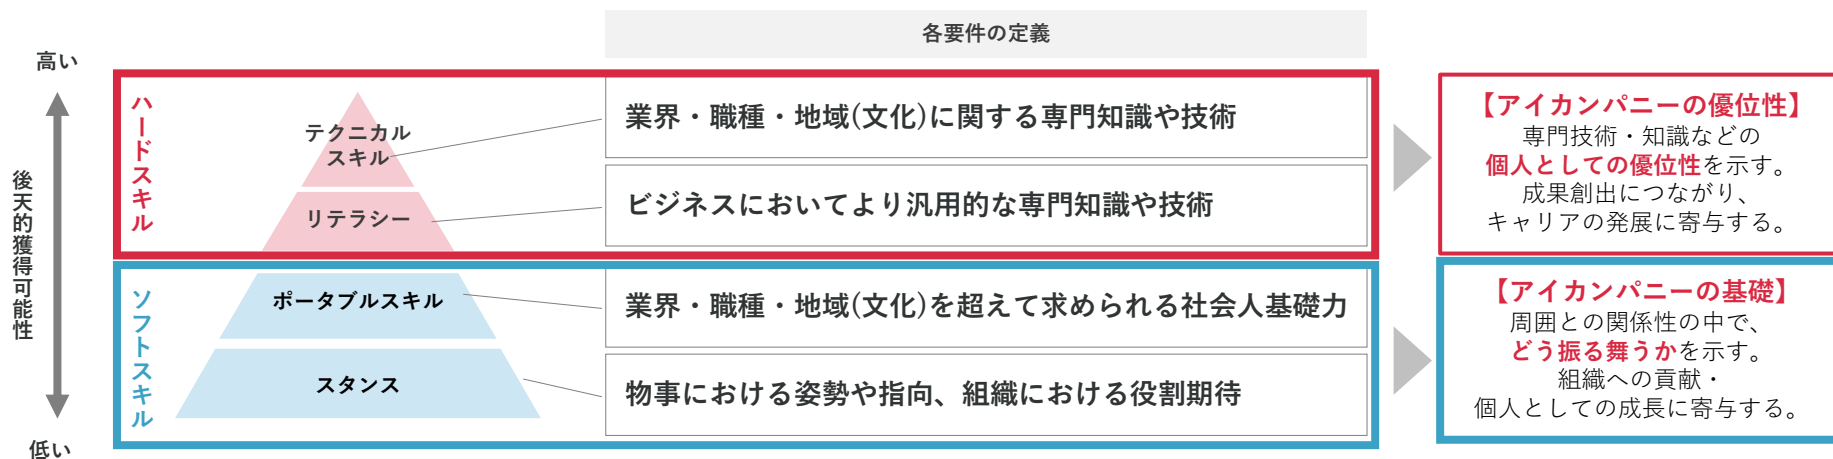 各要件の定義
高い
後天的獲得可能性
低い
ハードスキル
テクニカル
スキル
業界・職種・地域(文化)に関する専門知識や技術
リテラシー
ビジネスにおいてより汎用的な専門知識や技術
【アイカンパニーの優位性】
専門技術・知識などの
個人としての優位性を示す。
成果創出につながり、
キャリアの発展に寄与する。
ソフトスキル
ポータブルスキル
業界・職種・地域(文化)を超えて求められる社会人基礎力
スタンス
物事における姿勢や指向、組織における役割期待
【アイカンパニーの基礎】
周囲との関係性の中で、
どう振る舞うかを示す。
組織への貢献・
個人としての成長に寄与する。